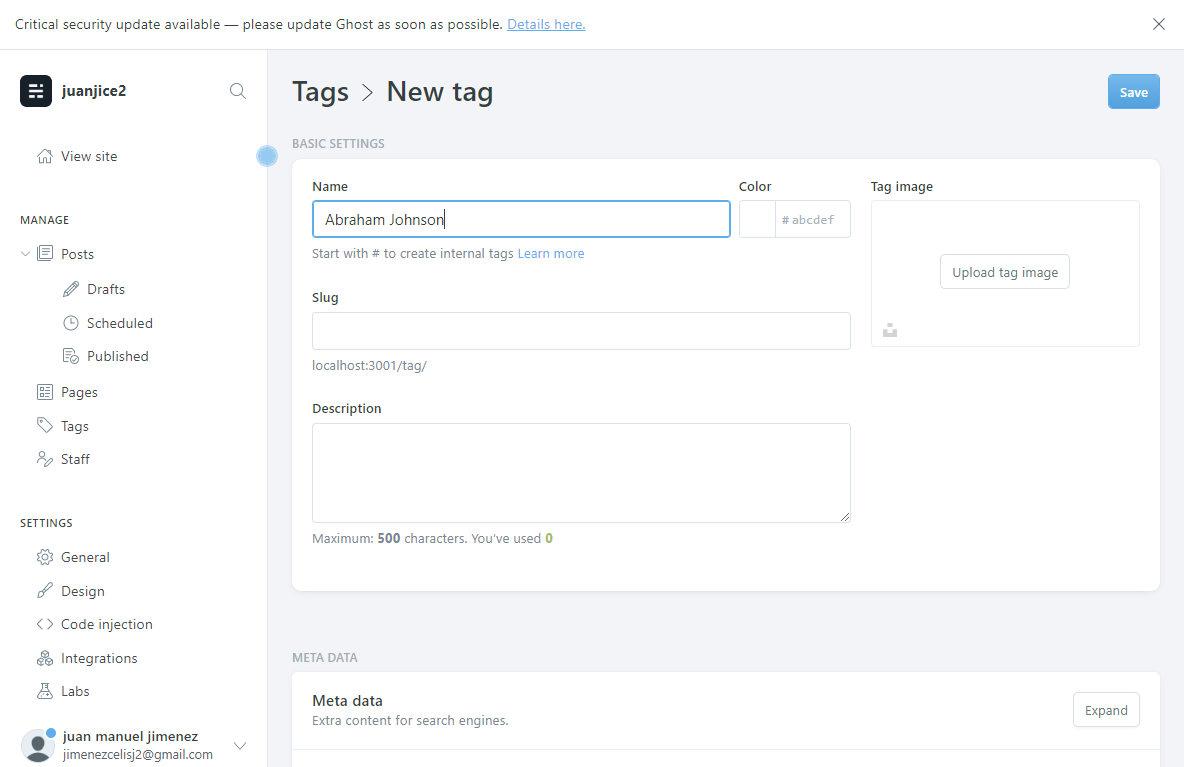 Critical security update available — please update Ghost as soon as possible. Details here.
juanjice2
View site
MANAGE
Posts
Drafts
Scheduled
Published
Pages
Tags
Staff
SETTINGS
General
Design
Code injection
Integrations
Labs
juan manuel jimenez
jimenezcelisj2@gmail.com
Tags > New tag
Save
BASIC SETTINGS
Name
Abraham Johnson
Start with # to create internal tags Learn more
Color
# abcdef
Slug
localhost:3001/tag/
Description
Maximum: 500 characters. You've used 0
Tag image
Upload tag image
META DATA
Meta data
Extra content for search engines.
Expand